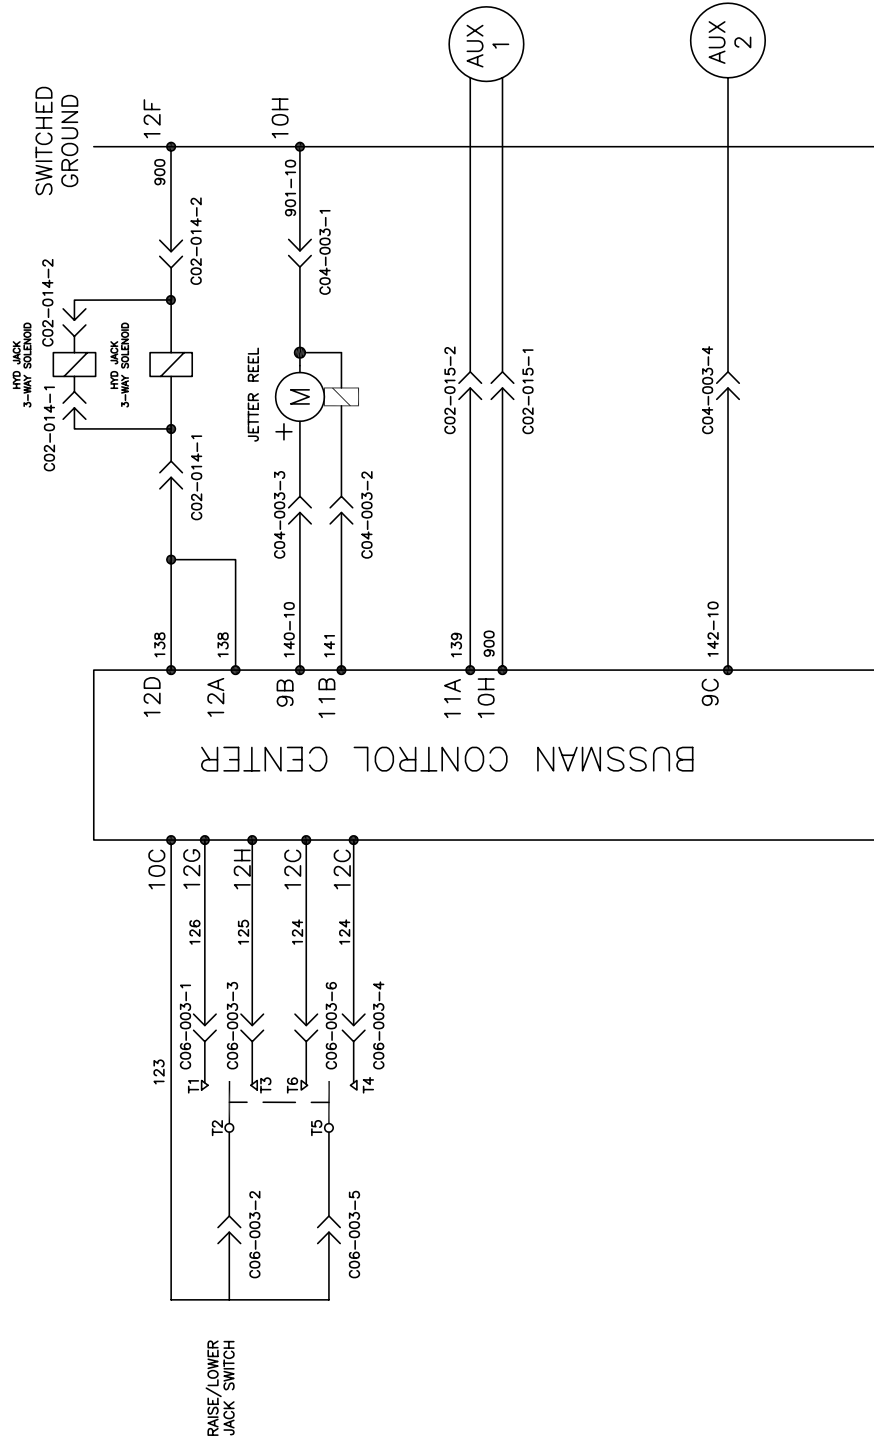 RAISE/LOWER
JACK SWITCH
123
C06-003-2
C06-003-5
T2
T5
T1
T3
T6
T4
C06-003-1
C06-003-3
C06-003-6
C06-003-4
126
125
124
124
10C
12G
12H
12C
12C
BUSSMAN CONTROL CENTER
12D
12A
9B
11B
11A
10H
9C
138
138
140-10
141
139
900
142-10
C02-014-1
C04-003-3
C04-003-2
C02-014-1
HYD JACK
3-WAY SOLENOID
HYD JACK
3-WAY SOLENOID
C02-014-2
C02-014-2
JETTER REEL
+
M
C04-003-1
C02-015-2
C02-015-1
C04-003-4
900
901-10
12F
10H
SWITCHED
GROUND
AUX
1
AUX
2